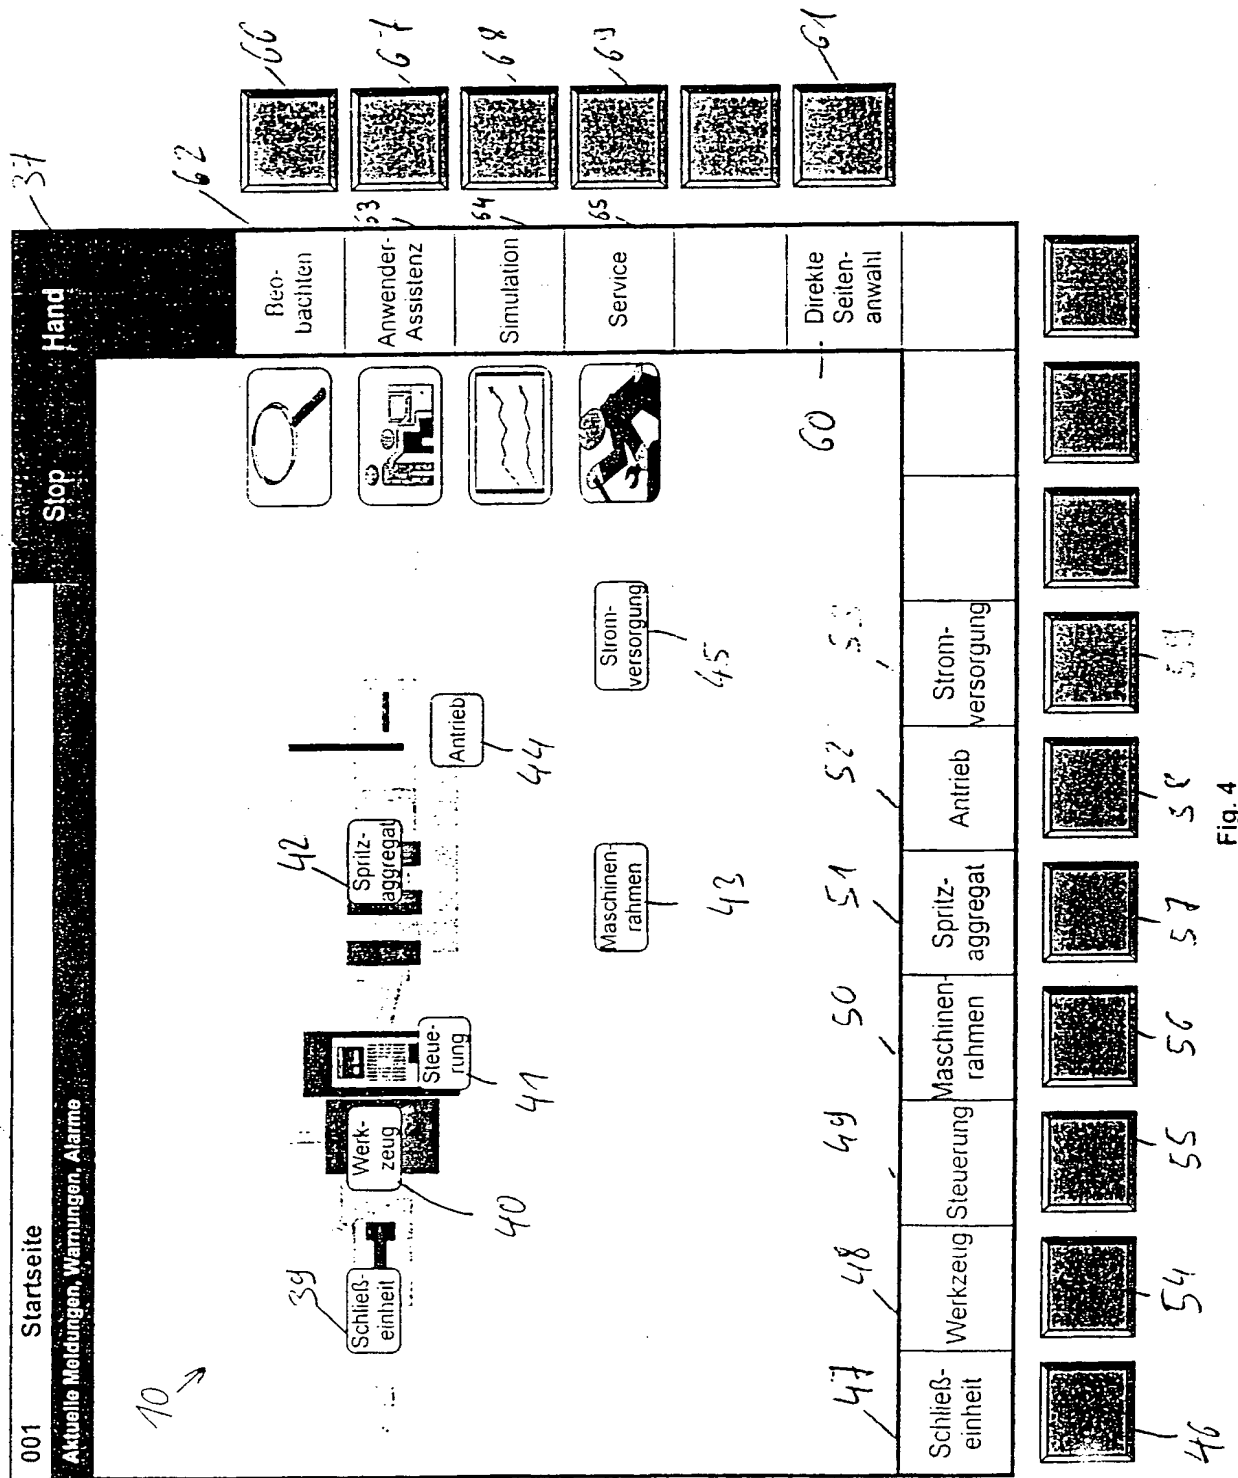 001 Startseite
Stop Hand
37
Aktuelle Meldungen, Warnungen, Alarme
62
10
Beo-
bachten
66
Anwender-
Assistenz
63
67
Simulation
64
68
Service
65
69
Direkte
Seiten-
anwahl
60
61
39
Schließ-
einheit
Werk-
zeug
40
Steue-
rung
41
42
Spritz-
aggregat
Antrieb
44
Maschinen-
rahmen
43
Strom-
versorgung
45
47
48
49
50
51
52
53
Schließ-
einheit
Werkzeug
Steuerung
Maschinen-
rahmen
Spritz-
aggregat
Antrieb
Strom-
versorgung
46
54
55
56
57
58
59
Fig. 4